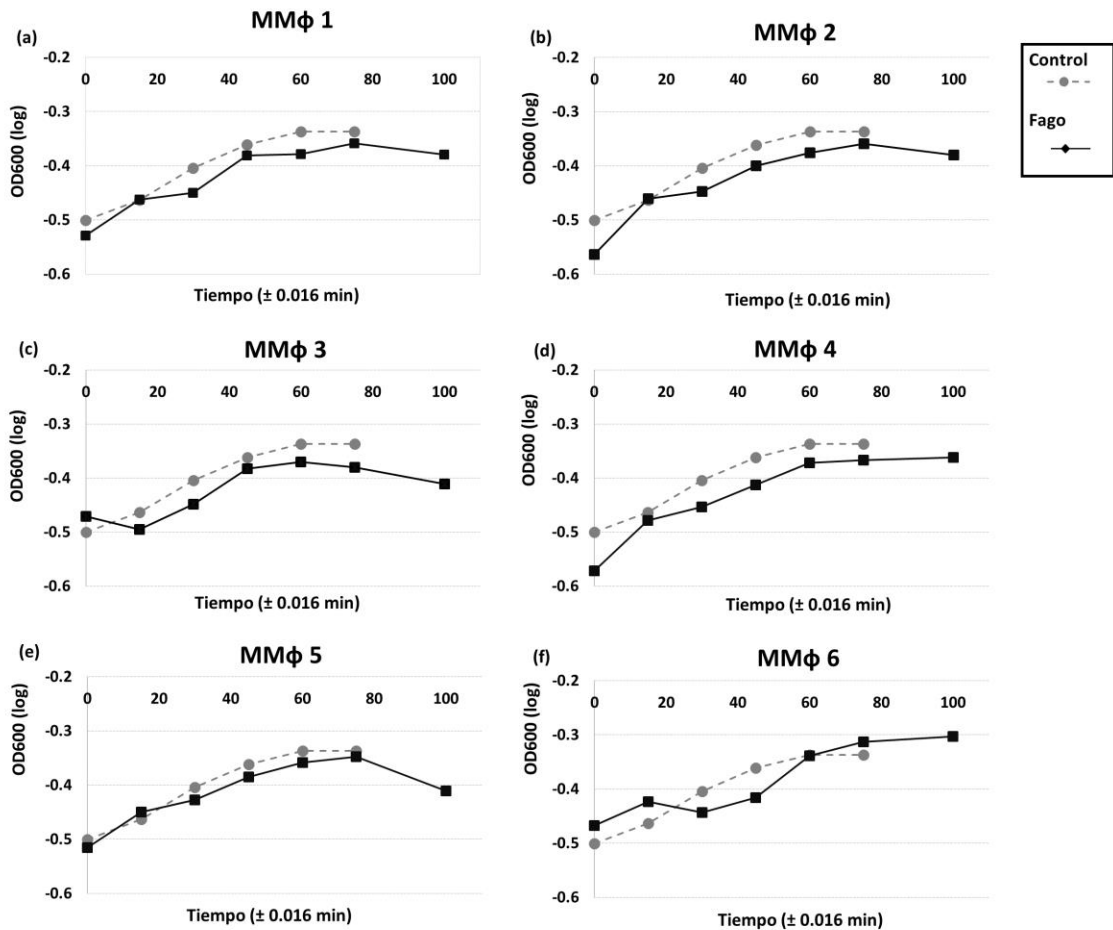 (a)
MMϕ 1
-0.2
0 20 40 60 80 100
-0.3
-0.4
-0.5
-0.6
OD600 (log)
Tiempo (± 0.016 min)
(b)
MMϕ 2
-0.2
0 20 40 60 80 100
-0.3
-0.4
-0.5
-0.6
OD600 (log)
Tiempo (± 0.016 min)
Control
Fago
(c)
MMϕ 3
-0.2
0 20 40 60 80 100
-0.3
-0.4
-0.5
-0.6
OD600 (log)
Tiempo (± 0.016 min)
(d)
MMϕ 4
-0.2
0 20 40 60 80 100
-0.3
-0.4
-0.5
-0.6
OD600 (log)
Tiempo (± 0.016 min)
(e)
MMϕ 5
-0.2
0 20 40 60 80 100
-0.3
-0.4
-0.5
-0.6
OD600 (log)
Tiempo (± 0.016 min)
(f)
MMϕ 6
-0.2
0 20 40 60 80 100
-0.3
-0.4
-0.5
-0.6
OD600 (log)
Tiempo (± 0.016 min)